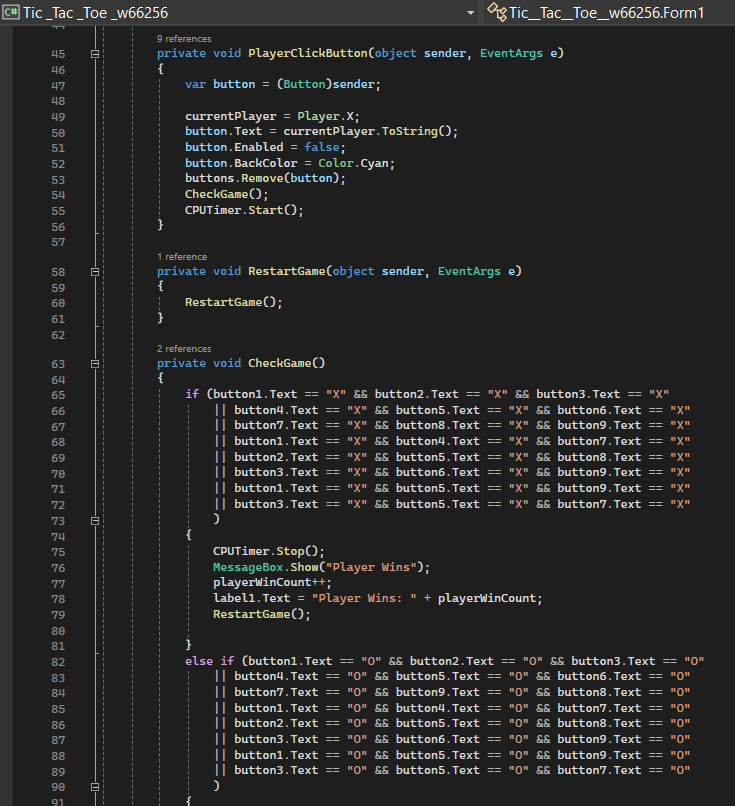 C# Tic _Tac _Toe _w66256 Tic__Tac__Toe__w66256.Form1
44
9 references
45 private void PlayerClickButton(object sender, EventArgs e)
46 {
47 var button = (Button)sender;
48
49 currentPlayer = Player.X;
50 button.Text = currentPlayer.ToString();
51 button.Enabled = false;
52 button.BackColor = Color.Cyan;
53 buttons.Remove(button);
54 CheckGame();
55 CPUTimer.Start();
56 }
57
1 reference
58 private void RestartGame(object sender, EventArgs e)
59 {
60 RestartGame();
61 }
62
2 references
63 private void CheckGame()
64 {
65 if (button1.Text == "X" && button2.Text == "X" && button3.Text == "X"
66 || button4.Text == "X" && button5.Text == "X" && button6.Text == "X"
67 || button7.Text == "X" && button8.Text == "X" && button9.Text == "X"
68 || button1.Text == "X" && button4.Text == "X" && button7.Text == "X"
69 || button2.Text == "X" && button5.Text == "X" && button8.Text == "X"
70 || button3.Text == "X" && button6.Text == "X" && button9.Text == "X"
71 || button1.Text == "X" && button5.Text == "X" && button9.Text == "X"
72 || button3.Text == "X" && button5.Text == "X" && button7.Text == "X"
73 )
74 {
75 CPUTimer.Stop();
76 MessageBox.Show("Player Wins");
77 playerWinCount++;
78 label1.Text = "Player Wins: " + playerWinCount;
79 RestartGame();
80
81 }
82 else if (button1.Text == "O" && button2.Text == "O" && button3.Text == "O"
83 || button4.Text == "O" && button5.Text == "O" && button6.Text == "O"
84 || button7.Text == "O" && button9.Text == "O" && button8.Text == "O"
85 || button1.Text == "O" && button4.Text == "O" && button7.Text == "O"
86 || button2.Text == "O" && button5.Text == "O" && button8.Text == "O"
87 || button3.Text == "O" && button6.Text == "O" && button9.Text == "O"
88 || button1.Text == "O" && button5.Text == "O" && button9.Text == "O"
89 || button3.Text == "O" && button5.Text == "O" && button7.Text == "O"
90 )
91 {